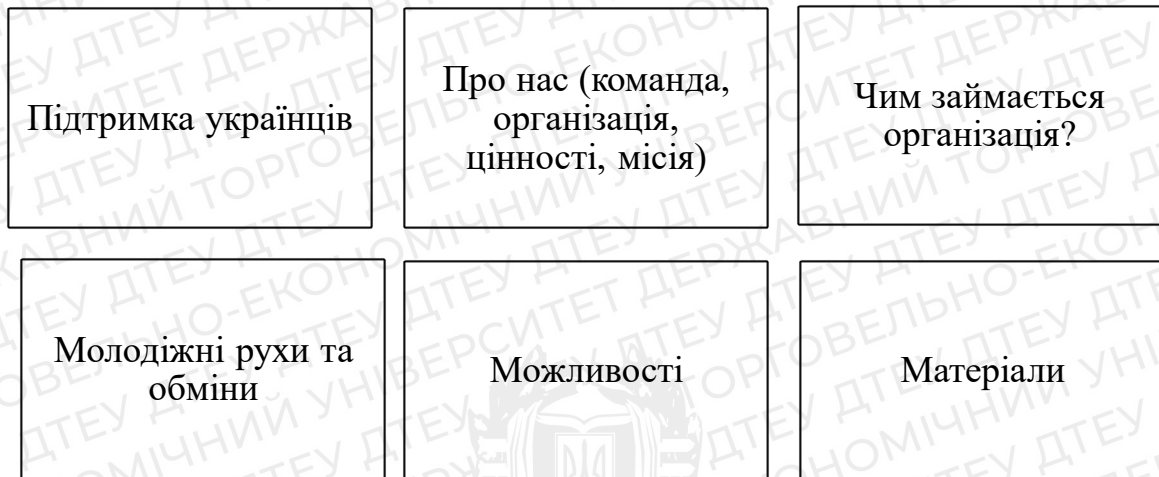 Підтримка українців
Про нас (команда,
організація,
цінності, місія)
Чим займається
організація?
Молодіжні рухи та
обміни
Можливості
Матеріали